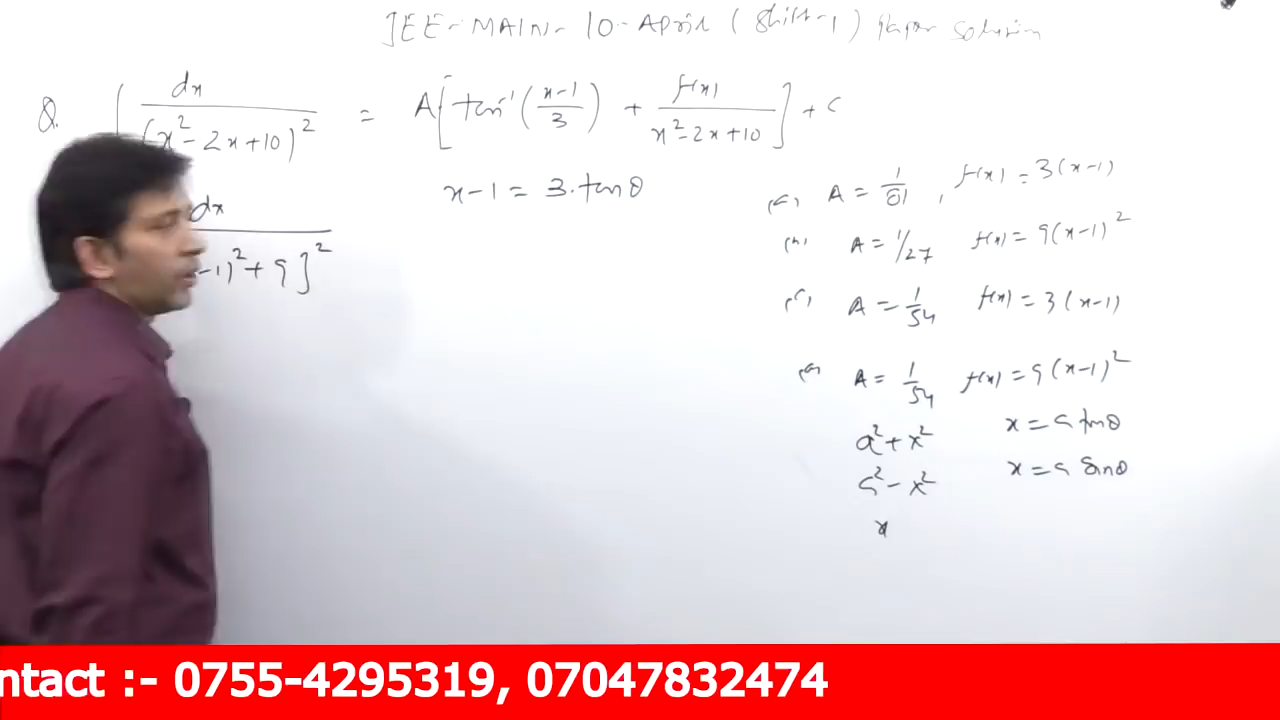 JEE-MAIN-10-April (Shift-1) paper solution
Q. ∫ dx / (x² - 2x + 10)² = A[tan⁻¹((x-1)/3) + f(x)/(x² - 2x + 10)] + C
dx / -1)² + 9]²
x - 1 = 3.tanθ
A = 1/81, f(x) = 3(x-1)
A = 1/27 f(x) = 9(x-1)²
A = 1/54 f(x) = 3(x-1)
A = 1/54 f(x) = 9(x-1)²
a² + x² x = a tanθ
a² - x² x = a sinθ
x
ntact :- 0755-4295319, 07047832474